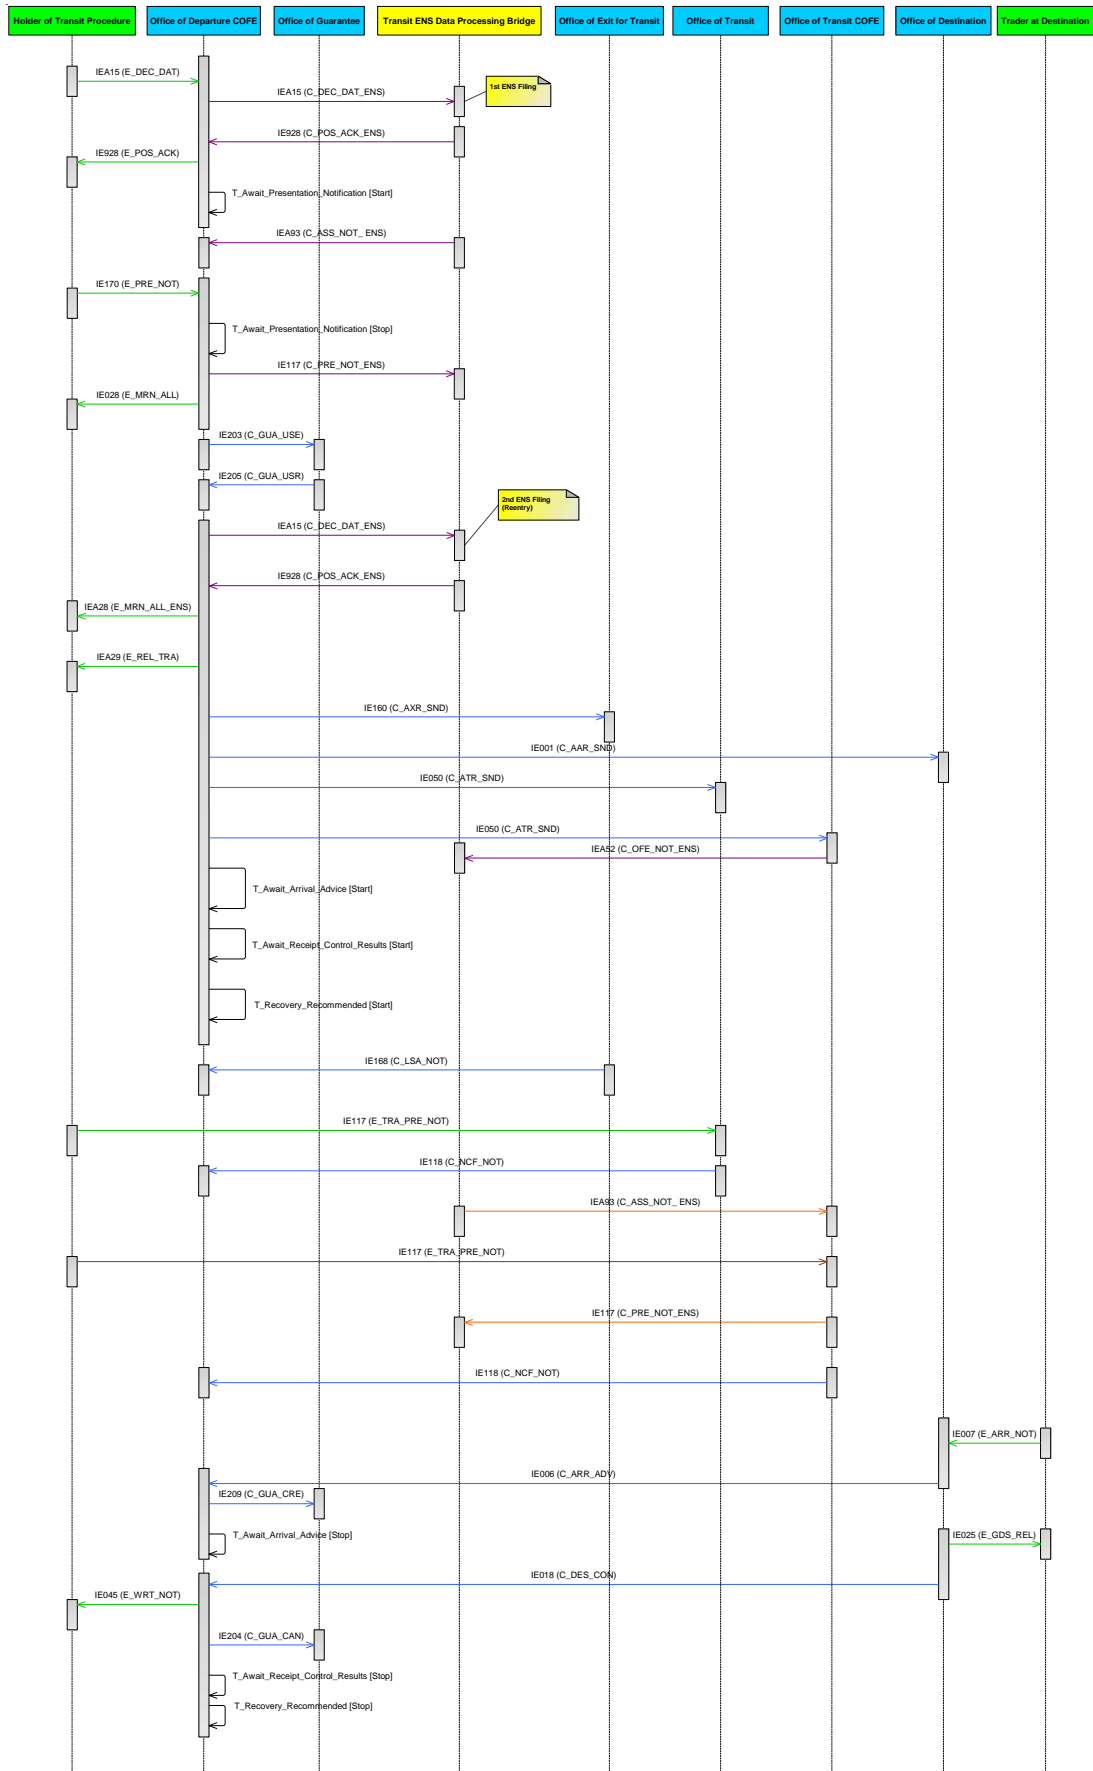 Holder of Transit Procedure
Office of Departure COFE
Office of Guarantee
Transit ENS Data Processing Bridge
Office of Exit for Transit
Office of Transit
Office of Transit COFE
Office of Destination
Trader at Destination
IEA15 (E_DEC_DAT)
1st ENS Filing
IEA15 (C_DEC_DAT_ENS)
IE928 (C_POS_ACK_ENS)
IE928 (E_POS_ACK)
T_Await_Presentation_Notification [Start]
IEA93 (C_ASS_NOT_ ENS)
IE170 (E_PRE_NOT)
T_Await_Presentation_Notification [Stop]
IE117 (C_PRE_NOT_ENS)
IE028 (E_MRN_ALL)
IE203 (C_GUA_USE)
IE205 (C_GUA_USR)
2nd ENS Filing
(Reentry)
IEA15 (C_DEC_DAT_ENS)
IE928 (C_POS_ACK_ENS)
IEA28 (E_MRN_ALL_ENS)
IEA29 (E_REL_TRA)
IE160 (C_AXR_SND)
IE001 (C_AAR_SND)
IE050 (C_ATR_SND)
IE050 (C_ATR_SND)
IEA52 (C_OFE_NOT_ENS)
T_Await_Arrival_Advice [Start]
T_Await_Receipt_Control_Results [Start]
T_Recovery_Recommended [Start]
IE168 (C_LSA_NOT)
IE117 (E_TRA_PRE_NOT)
IE118 (C_NCF_NOT)
IEA93 (C_ASS_NOT_ ENS)
IE117 (E_TRA_PRE_NOT)
IE117 (C_PRE_NOT_ENS)
IE118 (C_NCF_NOT)
IE007 (E_ARR_NOT)
IE006 (C_ARR_ADV)
IE209 (C_GUA_CRE)
T_Await_Arrival_Advice [Stop]
IE025 (E_GDS_REL)
IE018 (C_DES_CON)
IE045 (E_WRT_NOT)
IE204 (C_GUA_CAN)
T_Await_Receipt_Control_Results [Stop]
T_Recovery_Recommended [Stop]